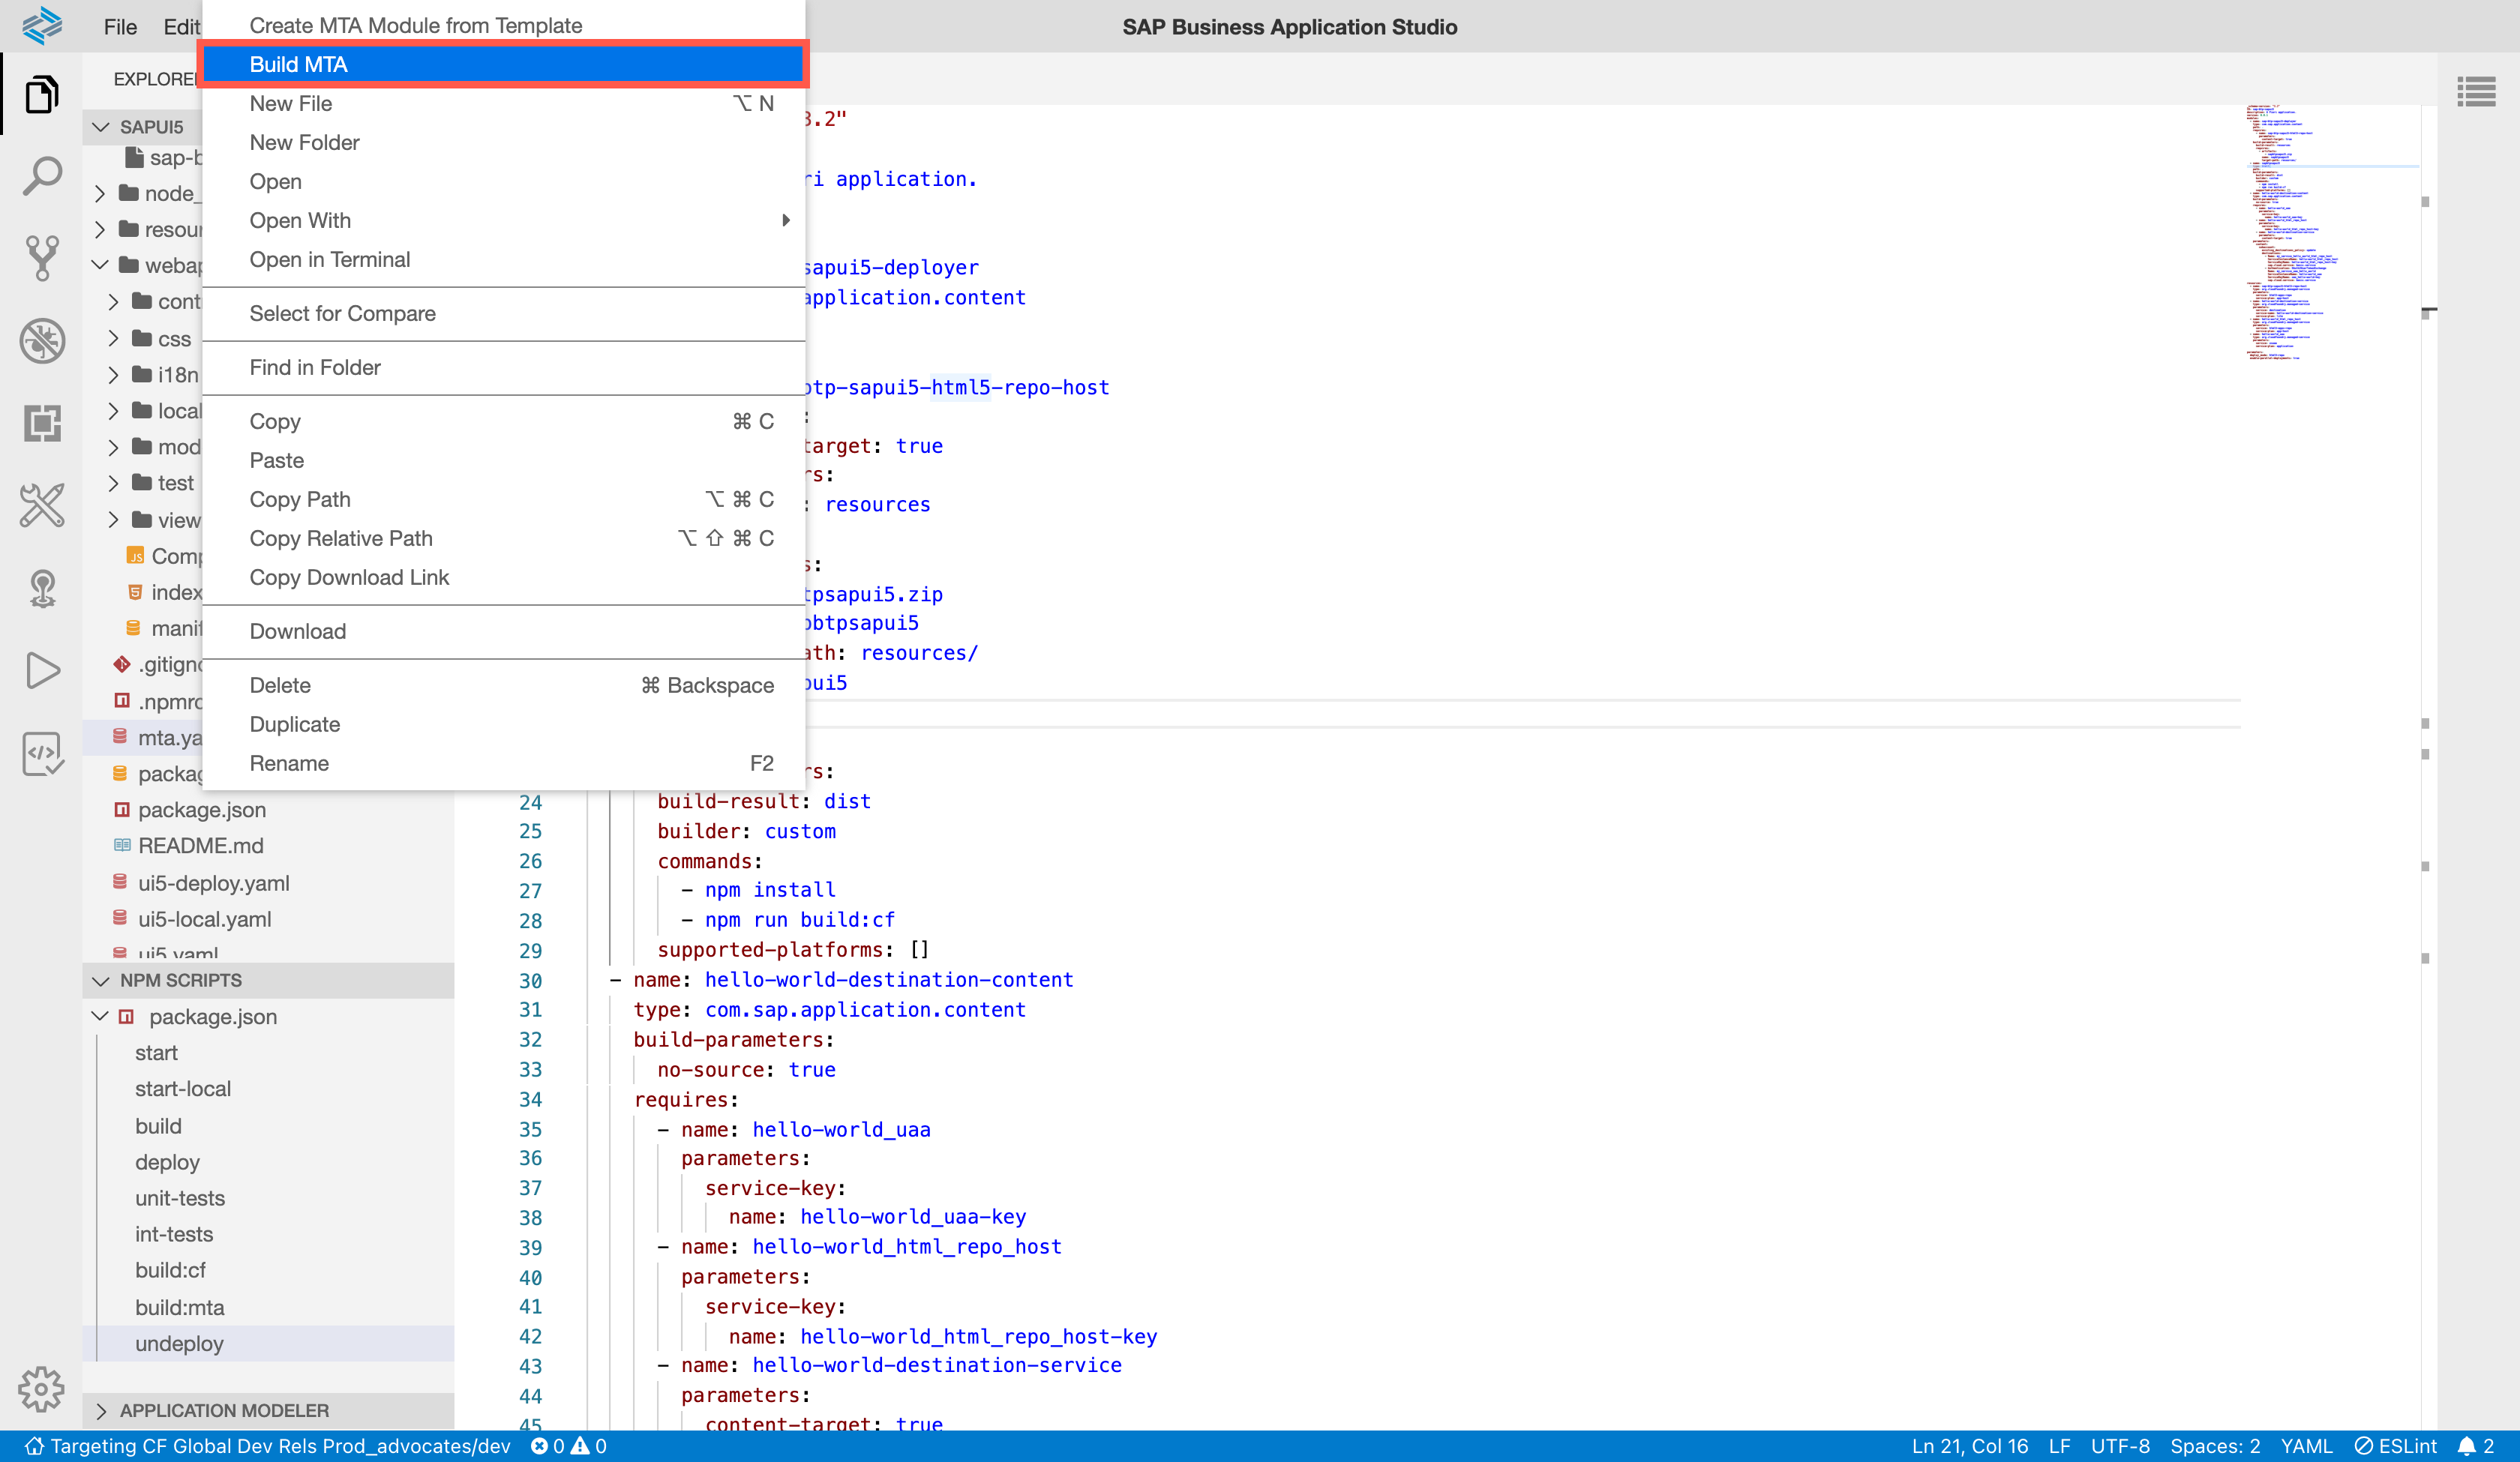 File Edit
SAP Business Application Studio
Create MTA Module from Template
Build MTA
New File ⌥ N
New Folder
Open
Open With
Open in Terminal
Select for Compare
Find in Folder
Copy ⌘ C
Paste
Copy Path ⌥ ⌘ C
Copy Relative Path ⌥ ⇧ ⌘ C
Copy Download Link
Download
Delete ⌘ Backspace
Duplicate
Rename F2
EXPLORE
SAPUI5
sap-b
node_
resour
webap
cont
css
i18n
local
mod
test
view
Comp
index
manif
.gitigno
.npmrc
mta.ya
packag
package.json
README.md
ui5-deploy.yaml
ui5-local.yaml
ui5.yaml
NPM SCRIPTS
package.json
start
start-local
build
deploy
unit-tests
int-tests
build:cf
build:mta
undeploy
APPLICATION MODELER
3.2"
ri application.
sapui5-deployer
application.content
btp-sapui5-html5-repo-host
:
target: true
rs:
: resources
s:
tpsapui5.zip
obtpsapui5
ath: resources/
pui5
rs:
24 build-result: dist
25 builder: custom
26 commands:
27 - npm install
28 - npm run build:cf
29 supported-platforms: []
30 - name: hello-world-destination-content
31 type: com.sap.application.content
32 build-parameters:
33 no-source: true
34 requires:
35 - name: hello-world_uaa
36 parameters:
37 service-key:
38 name: hello-world_uaa-key
39 - name: hello-world_html_repo_host
40 parameters:
41 service-key:
42 name: hello-world_html_repo_host-key
43 - name: hello-world-destination-service
44 parameters:
45 content-target: true
Targeting CF Global Dev Rels Prod_advocates/dev 0 0
Ln 21, Col 16 LF UTF-8 Spaces: 2 YAML ESLint 2